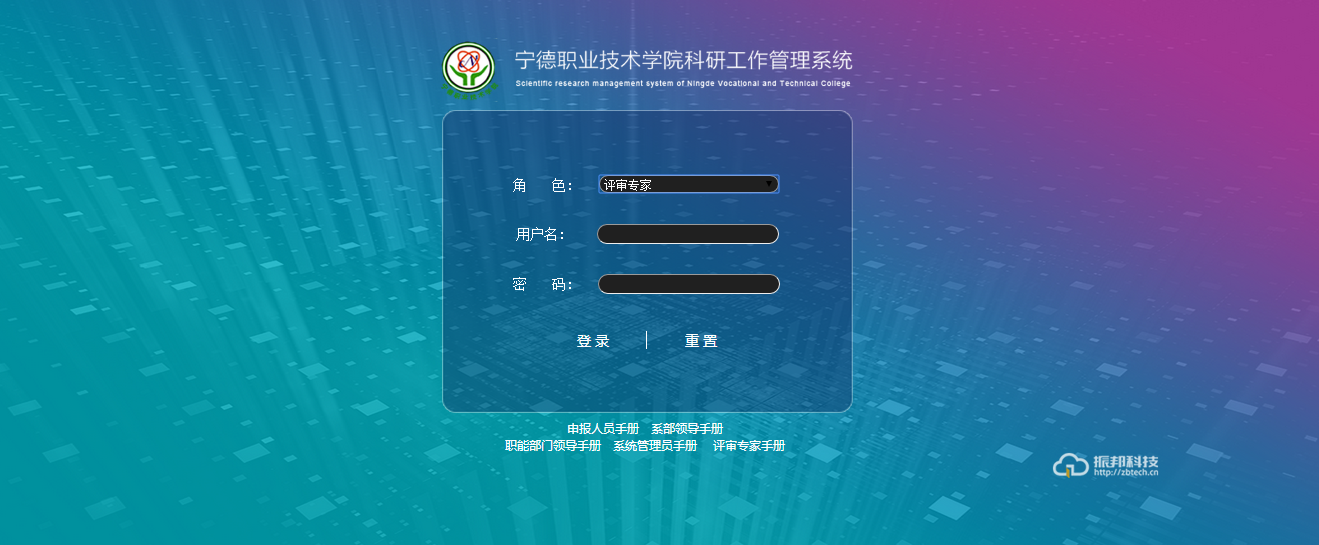 宁德职业技术学院科研工作管理系统
Scientific research management system of Ningde Vocational and Technical College
角 色： 评审专家
用户名：
密 码：
登录 | 重置
申报人员手册 系部领导手册
职能部门领导手册 系统管理员手册 评审专家手册
振邦科技
http://zbtech.cn